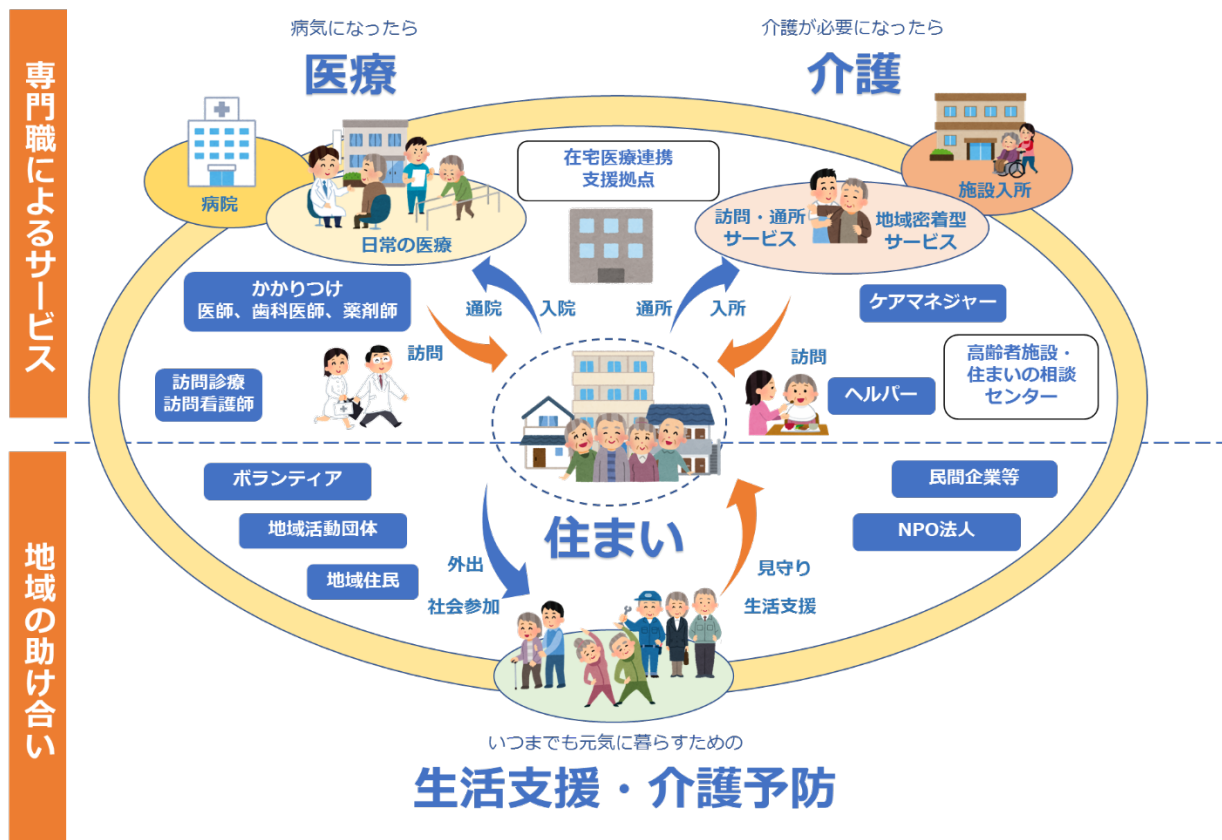 専門職によるサービス
病気になったら
医療
介護が必要になったら
介護
病院
日常の医療
在宅医療連携
支援拠点
訪問・通所
サービス
地域密着型
サービス
施設入所
かかりつけ
医師、歯科医師、薬剤師
通院
入院
通所
入所
ケアマネジャー
訪問
訪問
訪問診療
訪問看護師
ヘルパー
高齢者施設・
住まいの相談
センター
地域の助け合い
ボランティア
地域活動団体
地域住民
住まい
民間企業等
NPO法人
外出
社会参加
見守り
生活支援
いつまでも元気に暮らすための
生活支援・介護予防